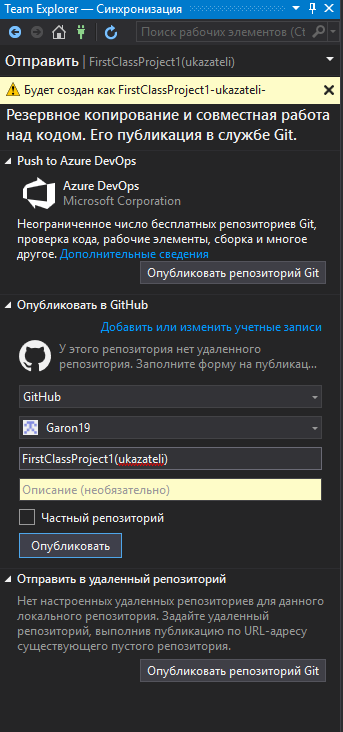 Team Explorer — Синхронизация
Поиск рабочих элементов (Ct
Отправить | FirstClassProject1(ukazateli)
Будет создан как FirstClassProject1-ukazateli-
Резервное копирование и совместная работа
над кодом. Его публикация в службе Git.
Push to Azure DevOps
Azure DevOps
Microsoft Corporation
Неограниченное число бесплатных репозиториев Git,
проверка кода, рабочие элементы, сборка и многое
другое. Дополнительные сведения
Опубликовать репозиторий Git
Опубликовать в GitHub
Добавить или изменить учетные записи
У этого репозитория нет удаленного
репозитория. Заполните форму на публикац...
GitHub
Garon19
FirstClassProject1(ukazateli)
Описание (необязательно)
Частный репозиторий
Опубликовать
Отправить в удаленный репозиторий
Нет настроенных удаленных репозиториев для данного
локального репозитория. Задайте удаленный
репозиторий, выполнив публикацию по URL-адресу
существующего пустого репозитория.
Опубликовать репозиторий Git